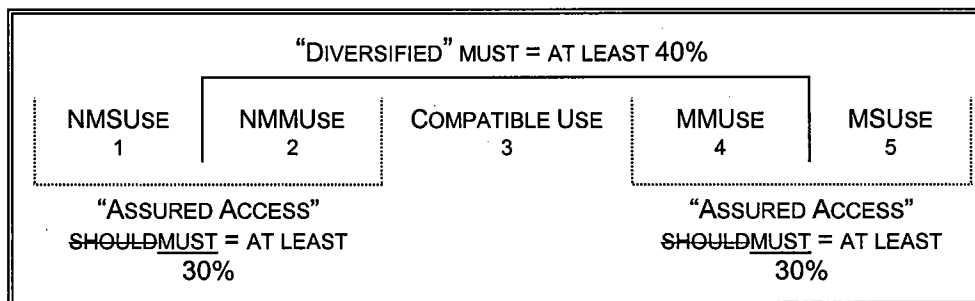 “DIVERSIFIED” MUST = AT LEAST 40%
NMSUSE NMMUSE COMPATIBLE USE MMUSE MSUSE
1 2 3 4 5
“ASSURED ACCESS” “ASSURED ACCESS”
SHOULDMUST = AT LEAST SHOULDMUST = AT LEAST
30% 30%